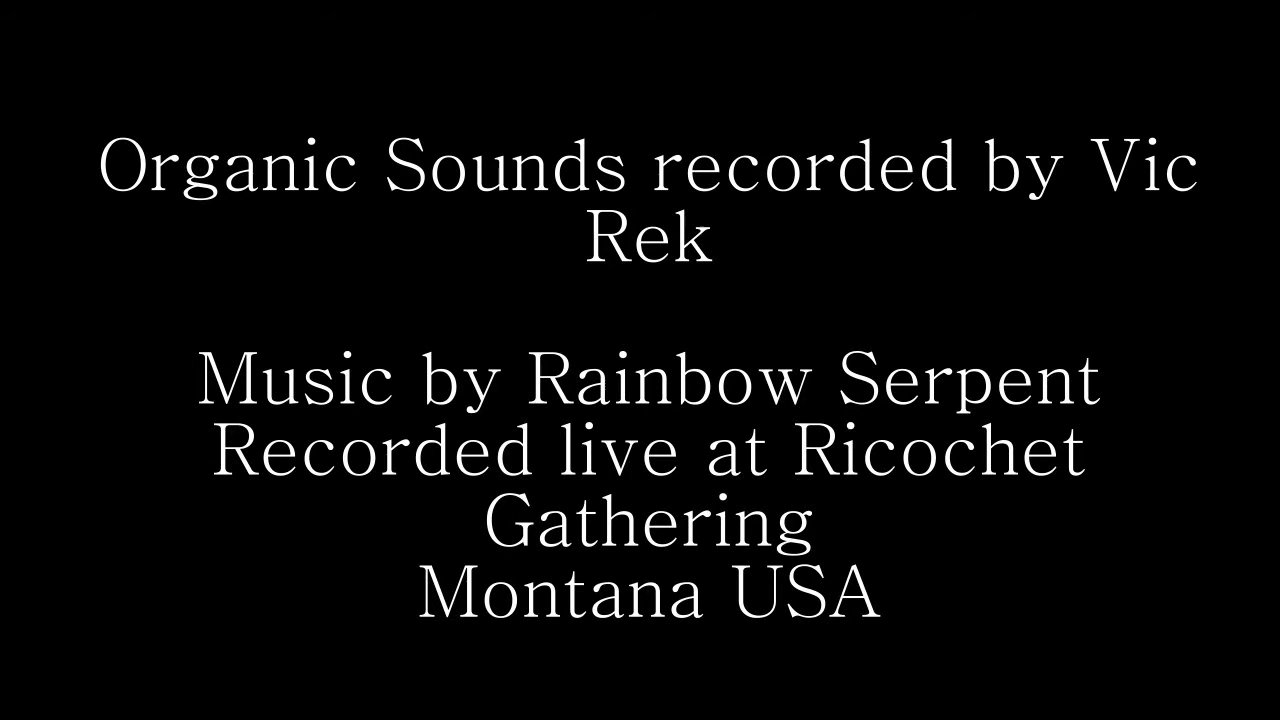 Organic Sounds recorded by Vic
Rek
Music by Rainbow Serpent
Recorded live at Ricochet
Gathering
Montana USA